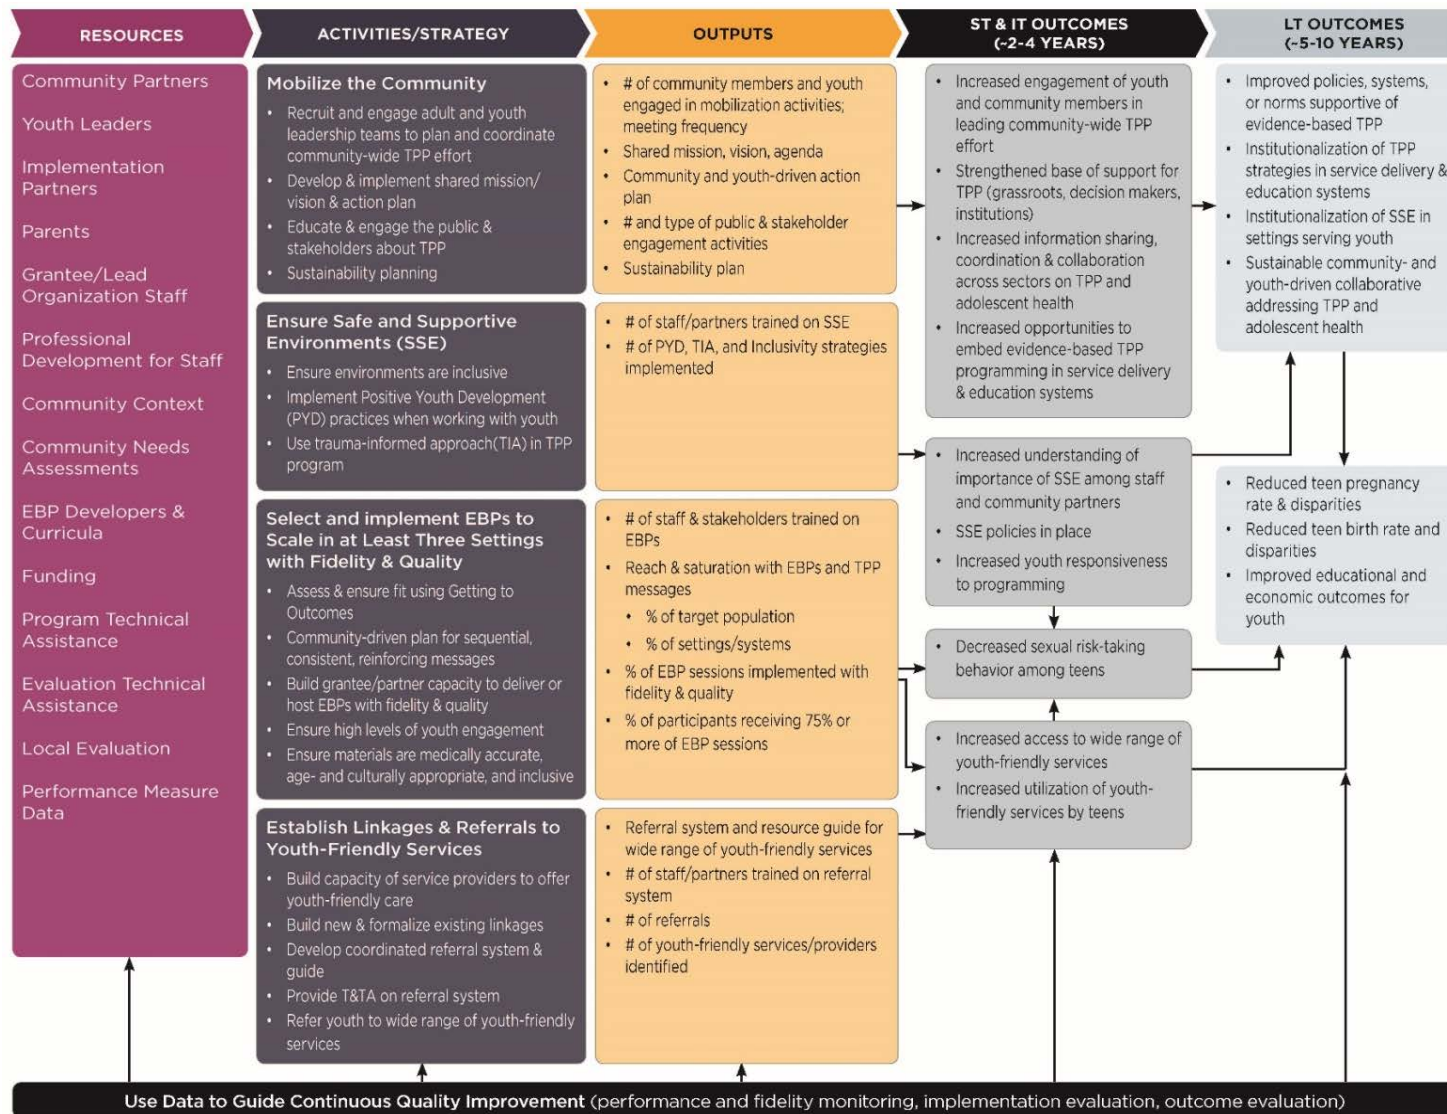 RESOURCES
ACTIVITIES/STRATEGY
OUTPUTS
ST & IT OUTCOMES
(~2-4 YEARS)
LT OUTCOMES
(~5-10 YEARS)
Community Partners
Youth Leaders
Implementation
Partners
Parents
Grantee/Lead
Organization Staff
Professional
Development for Staff
Community Context
Community Needs
Assessments
EBP Developers &
Curricula
Funding
Program Technical
Assistance
Evaluation Technical
Assistance
Local Evaluation
Performance Measure
Data
Mobilize the Community
• Recruit and engage adult and youth
leadership teams to plan and coordinate
community-wide TPP effort
• Develop & implement shared mission/
vision & action plan
• Educate & engage the public &
stakeholders about TPP
• Sustainability planning
Ensure Safe and Supportive
Environments (SSE)
• Ensure environments are inclusive
• Implement Positive Youth Development
(PYD) practices when working with youth
• Use trauma-informed approach(TIA) in TPP
program
Select and implement EBPs to
Scale in at Least Three Settings
with Fidelity & Quality
• Assess & ensure fit using Getting to
Outcomes
• Community-driven plan for sequential,
consistent, reinforcing messages
• Build grantee/partner capacity to deliver or
host EBPs with fidelity & quality
• Ensure high levels of youth engagement
• Ensure materials are medically accurate,
age- and culturally appropriate, and inclusive
Establish Linkages & Referrals to
Youth-Friendly Services
• Build capacity of service providers to offer
youth-friendly care
• Build new & formalize existing linkages
• Develop coordinated referral system &
guide
• Provide T&TA on referral system
• Refer youth to wide range of youth-friendly
services
• # of community members and youth
engaged in mobilization activities;
meeting frequency
• Shared mission, vision, agenda
• Community and youth-driven action
plan
• # and type of public & stakeholder
engagement activities
• Sustainability plan
• # of staff/partners trained on SSE
• # of PYD, TIA, and Inclusivity strategies
implemented
• # of staff & stakeholders trained on
EBPs
• Reach & saturation with EBPs and TPP
messages
• % of target population
• % of settings/systems
• % of EBP sessions implemented with
fidelity & quality
• % of participants receiving 75% or
more of EBP sessions
• Referral system and resource guide for
wide range of youth-friendly services
• # of staff/partners trained on referral
system
• # of referrals
• # of youth-friendly services/providers
identified
• Increased engagement of youth
and community members in
leading community-wide TPP
effort
• Strengthened base of support for
TPP (grassroots, decision makers,
institutions)
• Increased information sharing,
coordination & collaboration
across sectors on TPP and
adolescent health
• Increased opportunities to
embed evidence-based TPP
programming in service delivery
& education systems
• Increased understanding of
importance of SSE among staff
and community partners
• SSE policies in place
• Increased youth responsiveness
to programming
• Decreased sexual risk-taking
behavior among teens
• Increased access to wide range of
youth-friendly services
• Increased utilization of youth-
friendly services by teens
• Improved policies, systems,
or norms supportive of
evidence-based TPP
• Institutionalization of TPP
strategies in service delivery &
education systems
• Institutionalization of SSE in
settings serving youth
• Sustainable community- and
youth-driven collaborative
addressing TPP and
adolescent health
• Reduced teen pregnancy
rate & disparities
• Reduced teen birth rate and
disparities
• Improved educational and
economic outcomes for
youth
Use Data to Guide Continuous Quality Improvement (performance and fidelity monitoring, implementation evaluation, outcome evaluation)